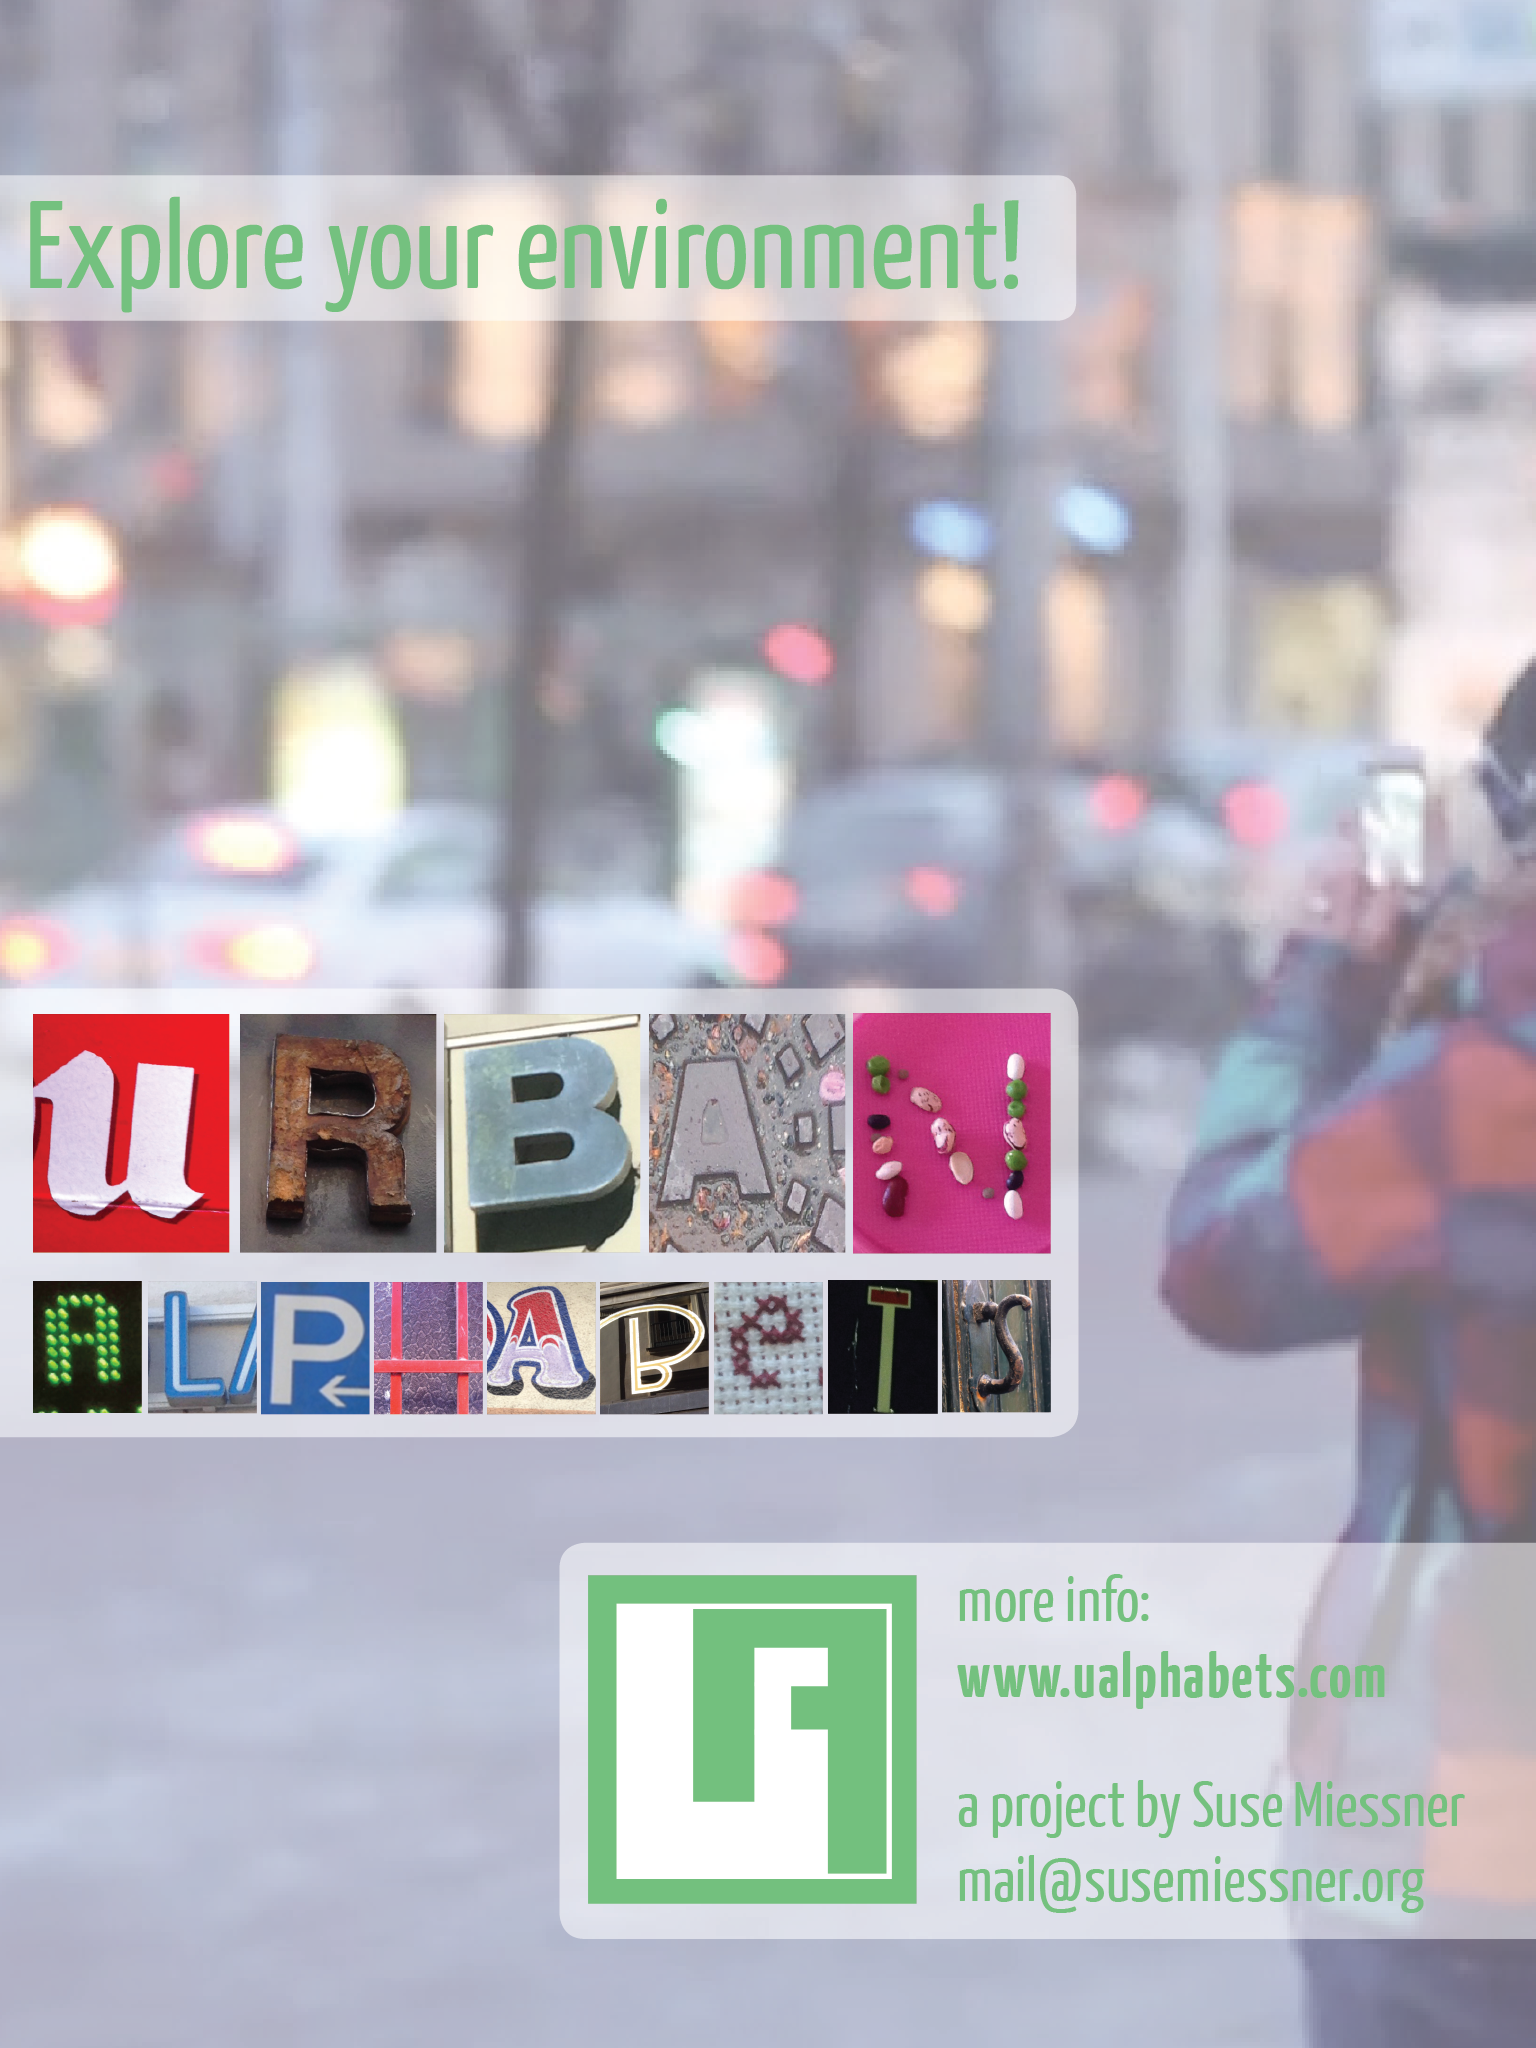 Explore your environment!
uRBAN
ALPHABeTS
more info:
www.ualphabets.com
a project by Suse Miessner
mail@susemiessner.org